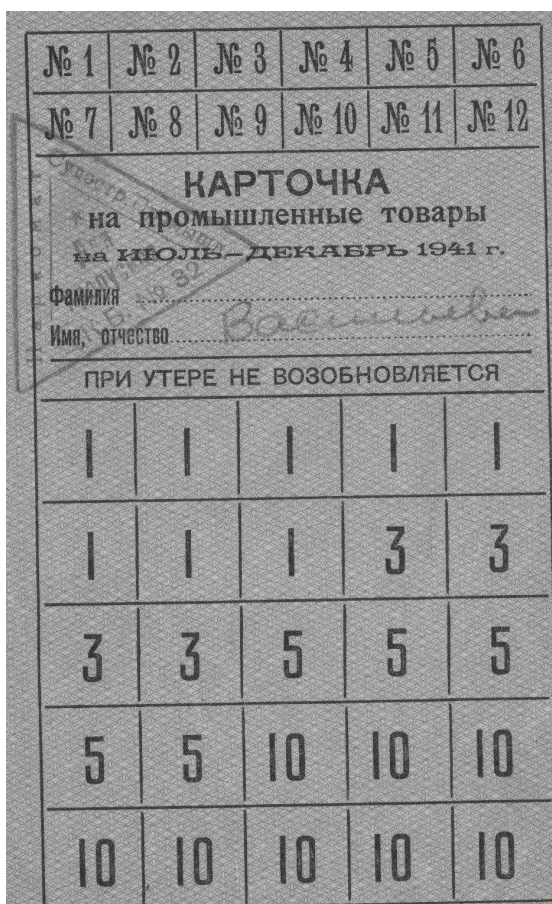 № 1 № 2 № 3 № 4 № 5 № 6
№ 7 № 8 № 9 № 10 № 11 № 12
КАРТОЧКА
на промышленные товары
на ИЮЛЬ–ДЕКАБРЬ 1941 г.
Фамилия
Васильев
Имя, отчество
ПРИ УТЕРЕ НЕ ВОЗОБНОВЛЯЕТСЯ
1 1 1 1 1
1 1 1 3 3
3 3 5 5 5
5 5 10 10 10
10 10 10 10 10